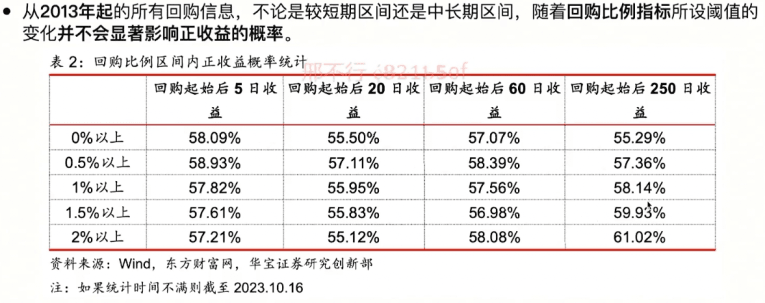 • 从2013年起的所有回购信息，不论是较短期区间还是中长期区间，随着回购比例指标所设阈值的
变化并不会显著影响正收益的概率。
表 2：回购比例区间内正收益概率统计
回购起始后 5 日收益 回购起始后 20 日收益 回购起始后 60 日收益 回购起始后 250 日收益
0%以上 58.09% 55.50% 57.07% 55.29%
0.5%以上 58.93% 57.11% 58.39% 57.36%
1%以上 57.82% 55.95% 57.56% 58.14%
1.5%以上 57.61% 55.83% 56.98% 59.93%
2%以上 57.21% 55.12% 58.08% 61.02%
资料来源：Wind，东方财富网，华宝证券研究创新部
注：如果统计时间不满则截至 2023.10.16